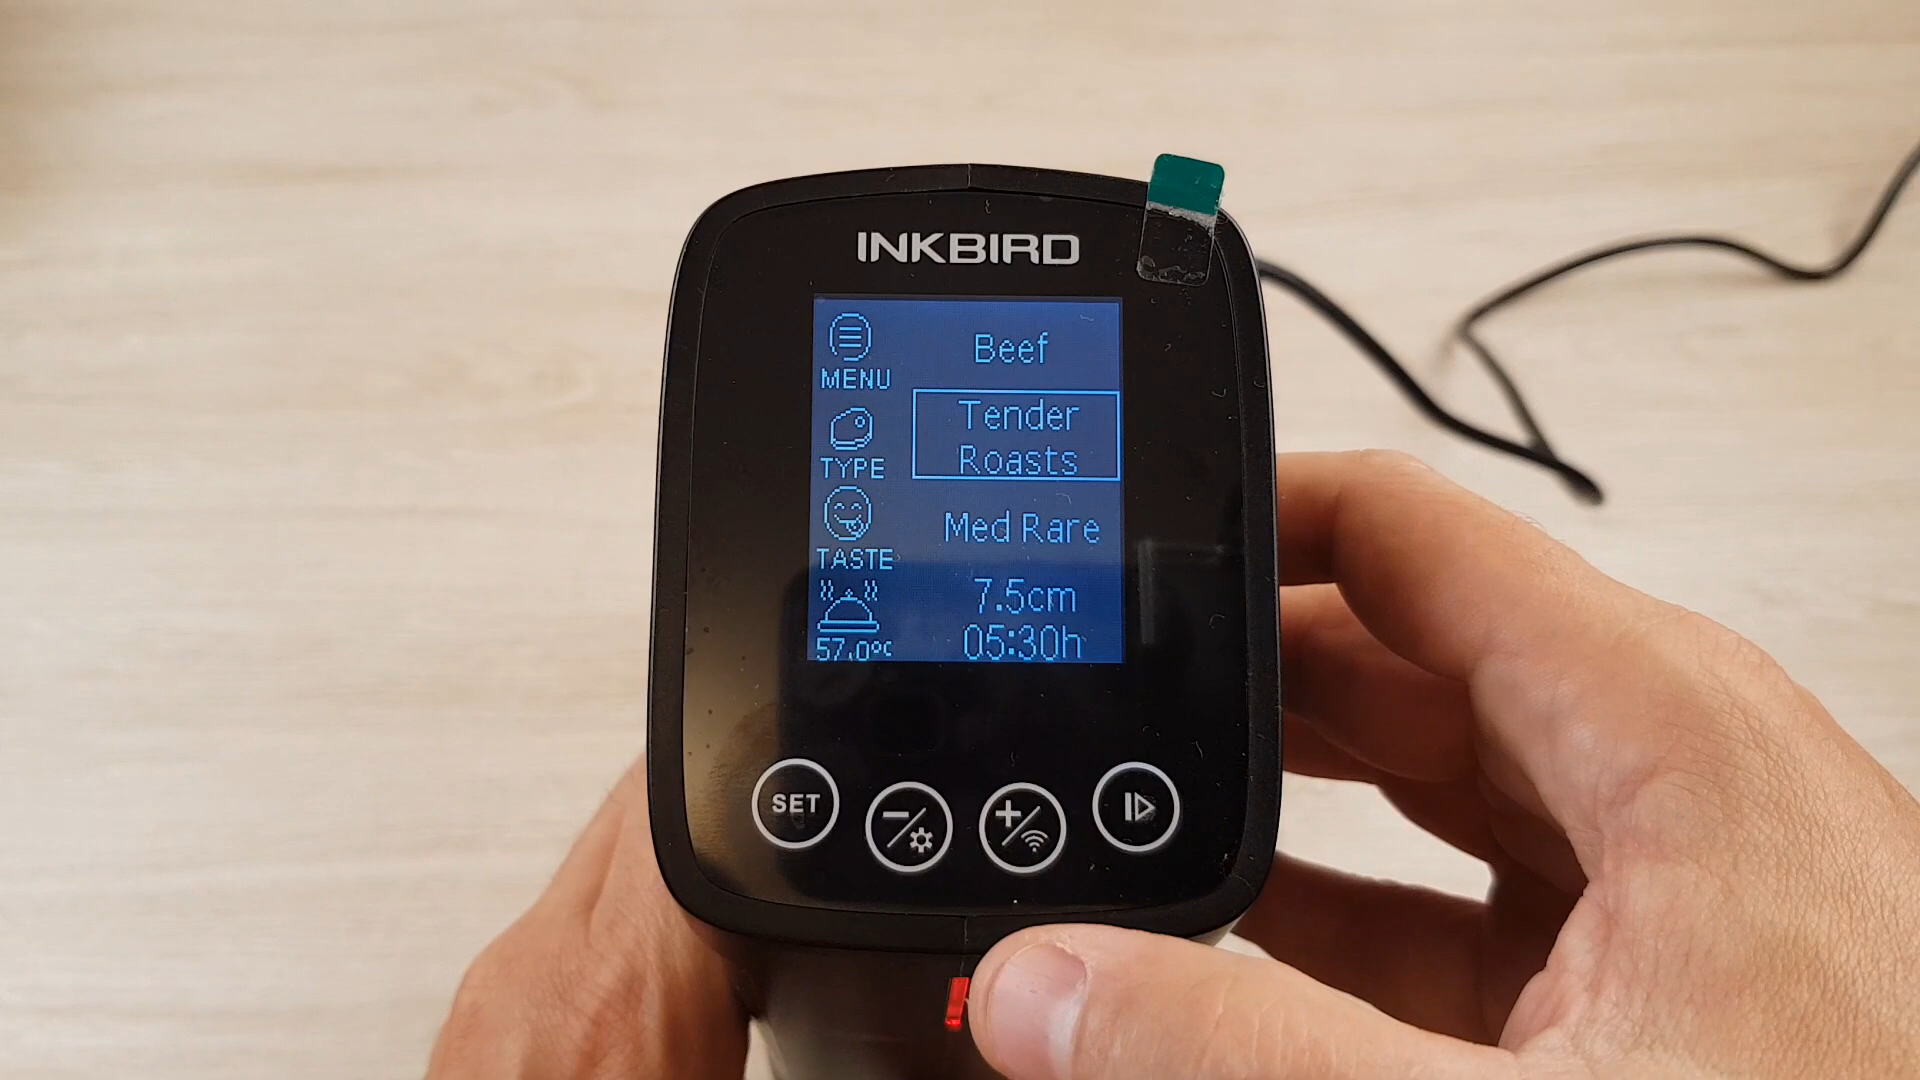 INKBIRD
MENU
Beef
TYPE
Tender
Roasts
TASTE
Med Rare
57.0°C
7.5cm
05:30h
SET